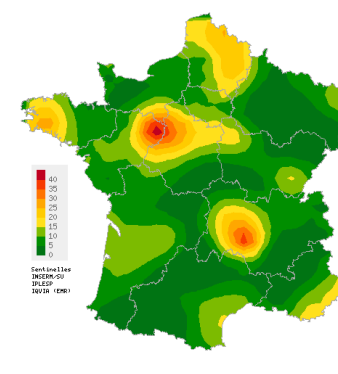 40
35
30
25
20
15
10
5
0
Sentinelles
INSERM/SU
IPLESP
IQVIA (EMR)